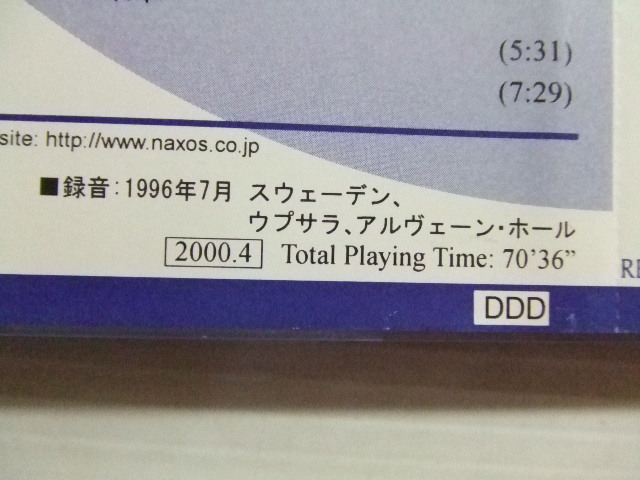 (5:31)
(7:29)
site: http://www.naxos.co.jp
■録音:1996年7月 スウェーデン、
ウプサラ、アルヴェーン・ホール
2000.4 Total Playing Time: 70'36"
DDD